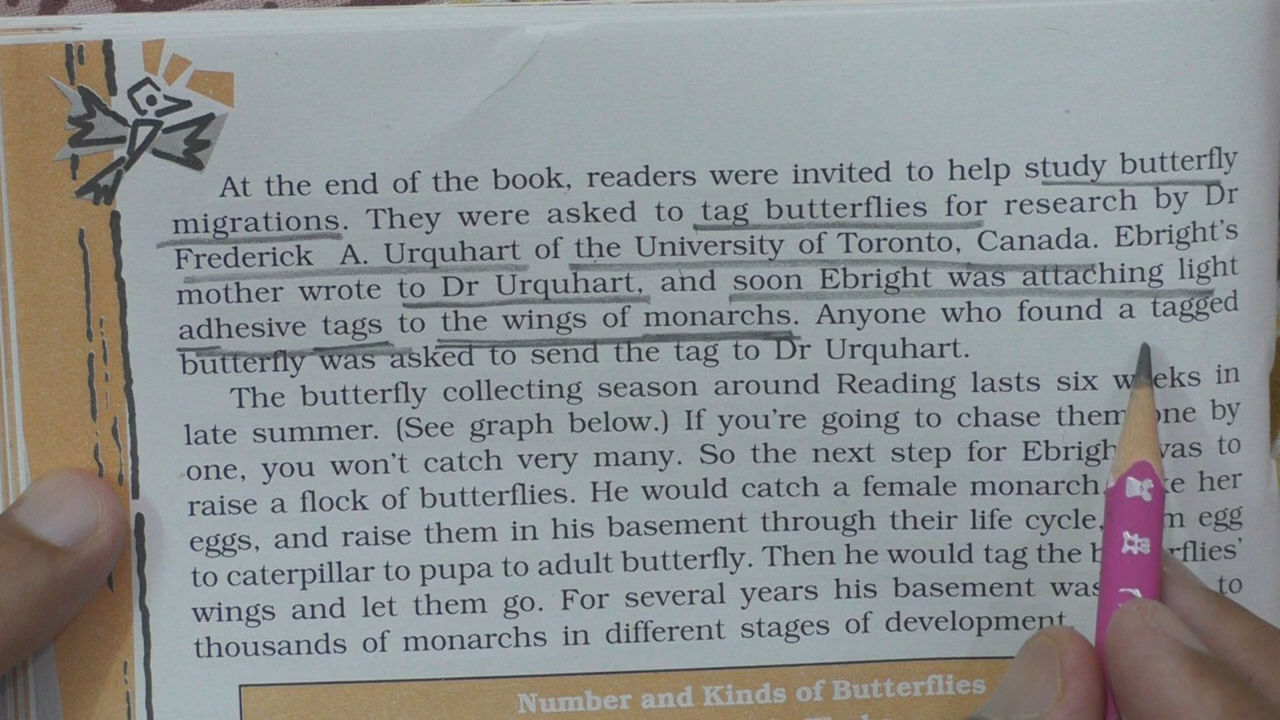 At the end of the book, readers were invited to help study butterfly
migrations. They were asked to tag butterflies for research by Dr
Frederick A. Urquhart of the University of Toronto, Canada. Ebright's
mother wrote to Dr Urquhart, and soon Ebright was attaching light
adhesive tags to the wings of monarchs. Anyone who found a tagged
butterfly was asked to send the tag to Dr Urquhart.
The butterfly collecting season around Reading lasts six weeks in
late summer. (See graph below.) If you're going to chase them one by
one, you won't catch very many. So the next step for Ebright was to
raise a flock of butterflies. He would catch a female monarch, her
eggs, and raise them in his basement through their life cycle, egg
to caterpillar to pupa to adult butterfly. Then he would tag the butterflies'
wings and let them go. For several years his basement was to
thousands of monarchs in different stages of development.
Number and Kinds of Butterflies